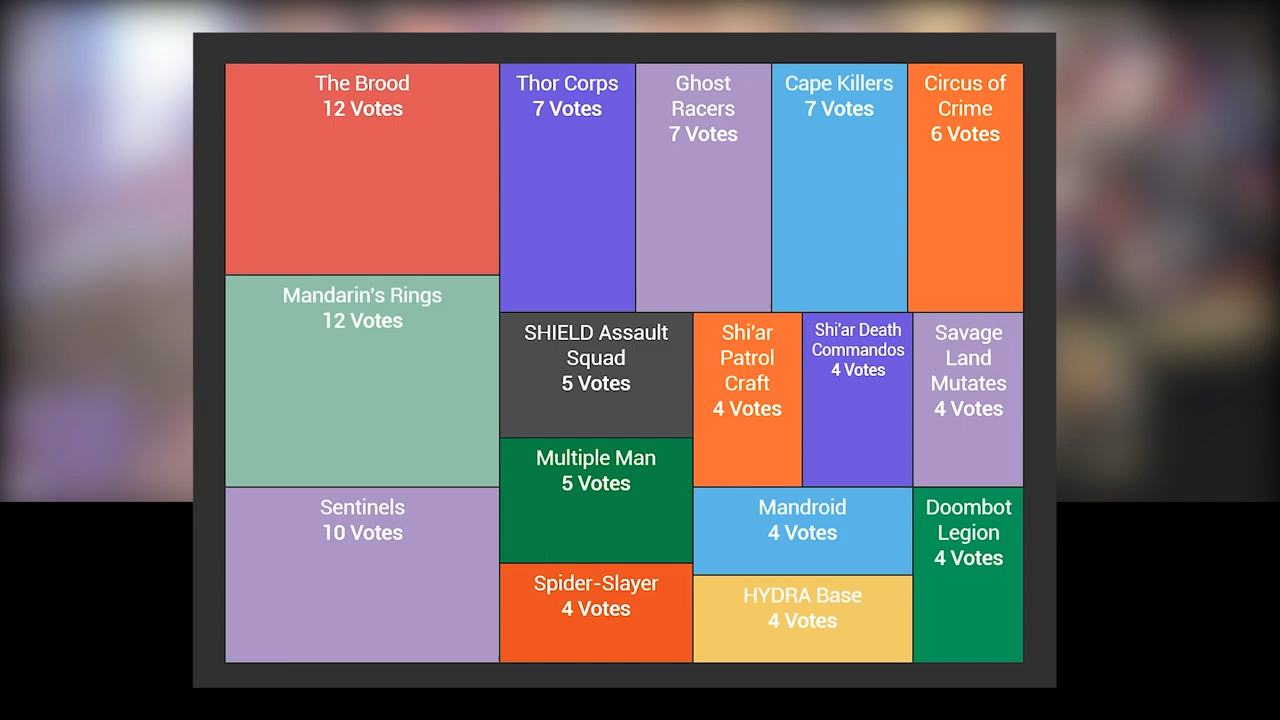 The Brood
12 Votes
Mandarin's Rings
12 Votes
Sentinels
10 Votes
Thor Corps
7 Votes
Ghost
Racers
7 Votes
Cape Killers
7 Votes
Circus of
Crime
6 Votes
SHIELD Assault
Squad
5 Votes
Multiple Man
5 Votes
Spider-Slayer
4 Votes
Shi'ar
Patrol
Craft
4 Votes
Shi'ar Death
Commandos
4 Votes
Savage
Land
Mutates
4 Votes
Mandroid
4 Votes
HYDRA Base
4 Votes
Doombot
Legion
4 Votes